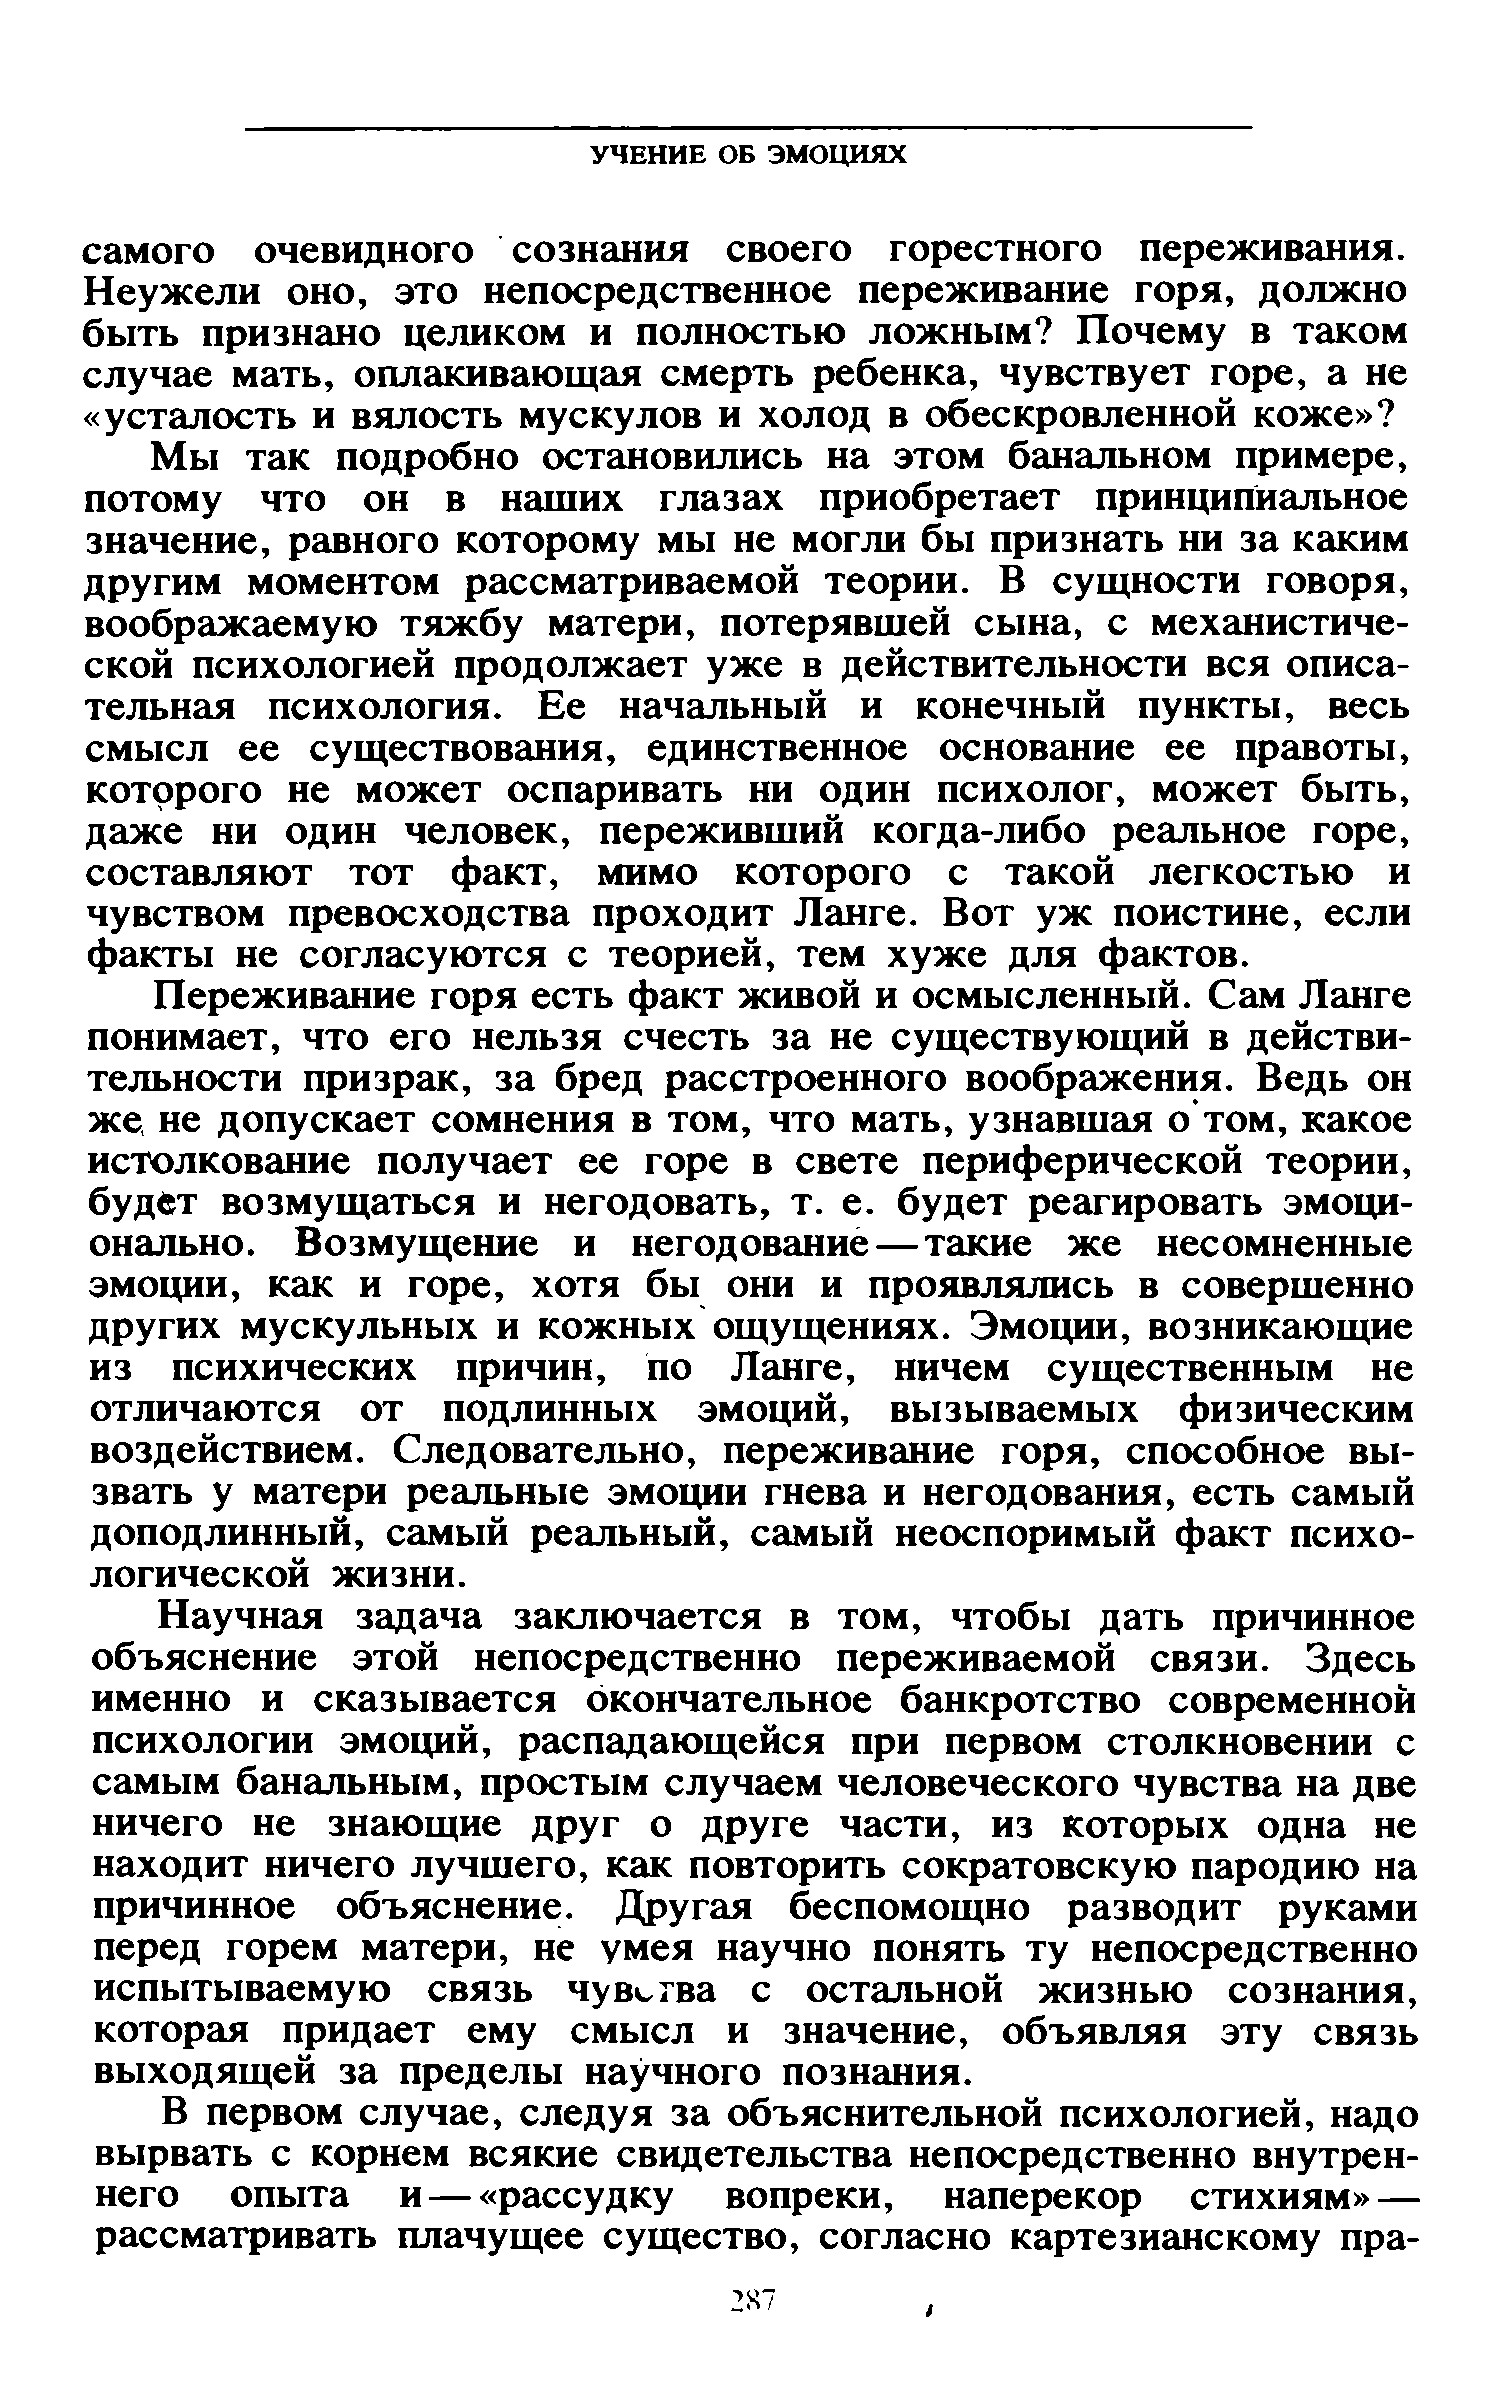 УЧЕНИЕ ОБ ЭМОЦИЯХ
самого очевидного сознания своего горестного переживания.
Неужели оно, это непосредственное переживание горя, должно
быть признано целиком и полностью ложным? Почему в таком
случае мать, оплакивающая смерть ребенка, чувствует горе, а не
«усталость и вялость мускулов и холод в обескровленной коже»?
Мы так подробно остановились на этом банальном примере,
потому что он в наших глазах приобретает принципиальное
значение, равного которому мы не могли бы признать ни за каким
другим моментом рассматриваемой теории. В сущности говоря,
воображаемую тяжбу матери, потерявшей сына, с механистиче-
ской психологией продолжает уже в действительности вся описа-
тельная психология. Ее начальный и конечный пункты, весь
смысл ее существования, единственное основание ее правоты,
которого не может оспаривать ни один психолог, может быть,
даже ни один человек, переживший когда-либо реальное горе,
составляют тот факт, мимо которого с такой легкостью и
чувством превосходства проходит Ланге. Вот уж поистине, если
факты не согласуются с теорией, тем хуже для фактов.
Переживание горя есть факт живой и осмысленный. Сам Ланге
понимает, что его нельзя счесть за не существующий в действи-
тельности призрак, за бред расстроенного воображения. Ведь он
же не допускает сомнения в том, что мать, узнавшая о том, какое
истолкование получает ее горе в свете периферической теории,
будет возмущаться и негодовать, т. е. будет реагировать эмоци-
онально. Возмущение и негодование — такие же несомненные
эмоции, как и горе, хотя бы они и проявлялись в совершенно
других мускульных и кожных ощущениях. Эмоции, возникающие
из психических причин, по Ланге, ничем существенным не
отличаются от подлинных эмоций, вызываемых физическим
воздействием. Следовательно, переживание горя, способное вы-
звать у матери реальные эмоции гнева и негодования, есть самый
доподлинный, самый реальный, самый неоспоримый факт психо-
логической жизни.
Научная задача заключается в том, чтобы дать причинное
объяснение этой непосредственно переживаемой связи. Здесь
именно и сказывается окончательное банкротство современной
психологии эмоций, распадающейся при первом столкновении с
самым банальным, простым случаем человеческого чувства на две
ничего не знающие друг о друге части, из которых одна не
находит ничего лучшего, как повторить сократовскую пародию на
причинное объяснение. Другая беспомощно разводит руками
перед горем матери, не умея научно понять ту непосредственно
испытываемую связь чувства с остальной жизнью сознания,
которая придает ему смысл и значение, объявляя эту связь
выходящей за пределы научного познания.
В первом случае, следуя за объяснительной психологией, надо
вырвать с корнем всякие свидетельства непосредственно внутрен-
него опыта и — «рассудку вопреки, наперекор стихиям» —
рассматривать плачущее существо, согласно картезианскому пра-
287